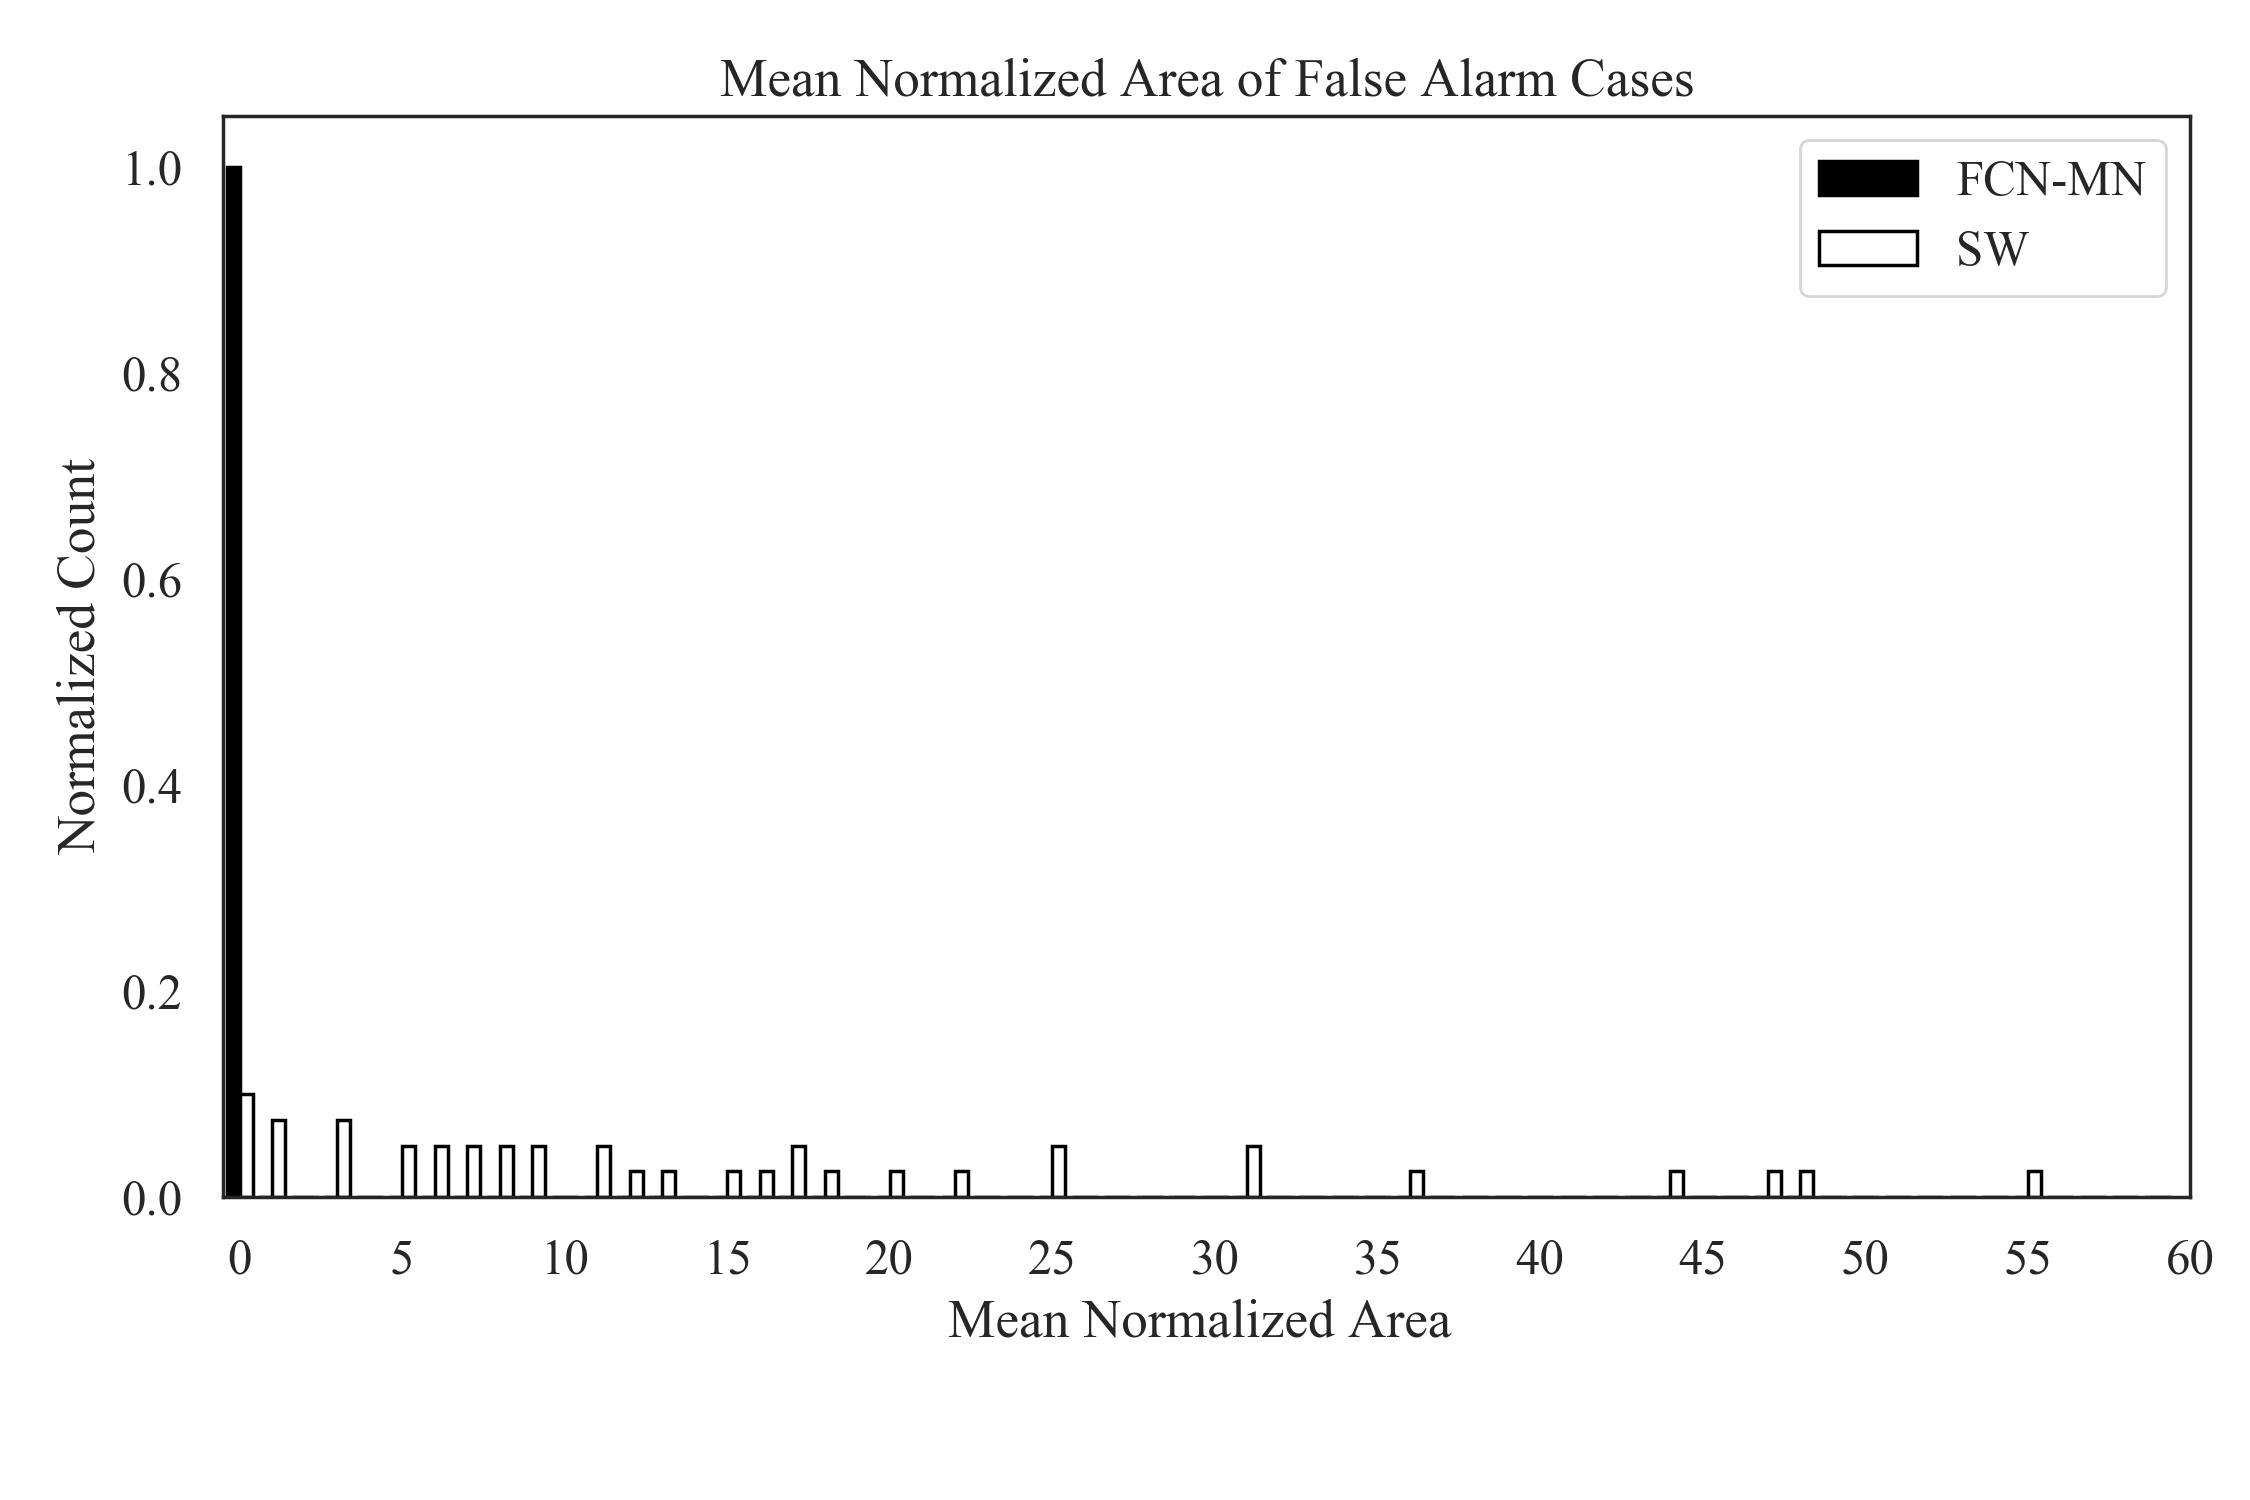 Mean Normalized Area of False Alarm Cases
FCN-MN
SW
Normalized Count
1.0
0.8
0.6
0.4
0.2
0.0
0 5 10 15 20 25 30 35 40 45 50 55 60
Mean Normalized Area